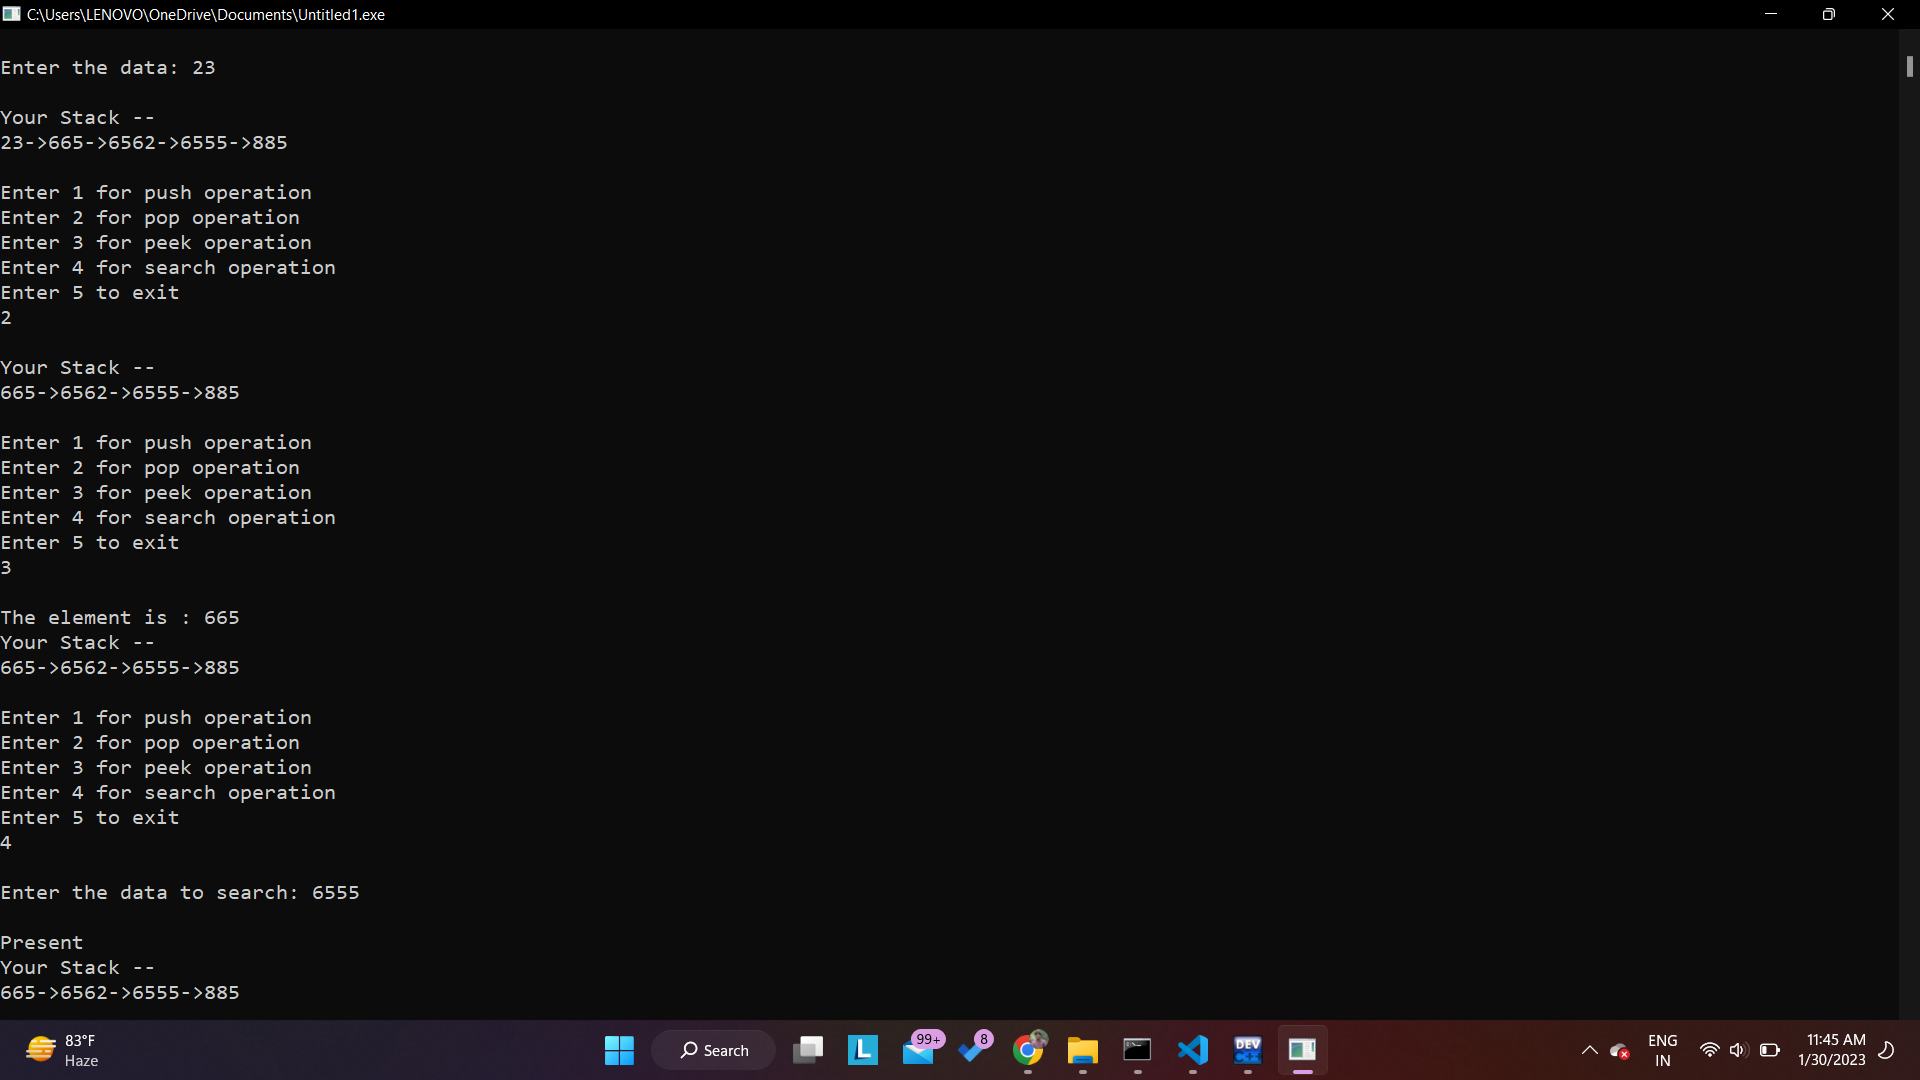 C:\Users\LENOVO\OneDrive\Documents\Untitled1.exe
Enter the data: 23
Your Stack --
23->665->6562->6555->885
Enter 1 for push operation
Enter 2 for pop operation
Enter 3 for peek operation
Enter 4 for search operation
Enter 5 to exit
2
Your Stack --
665->6562->6555->885
Enter 1 for push operation
Enter 2 for pop operation
Enter 3 for peek operation
Enter 4 for search operation
Enter 5 to exit
3
The element is : 665
Your Stack --
665->6562->6555->885
Enter 1 for push operation
Enter 2 for pop operation
Enter 3 for peek operation
Enter 4 for search operation
Enter 5 to exit
4
Enter the data to search: 6555
Present
Your Stack --
665->6562->6555->885
83°F
Haze
Search
L
99+
8
DEV
C++
ENG
IN
11:45 AM
1/30/2023